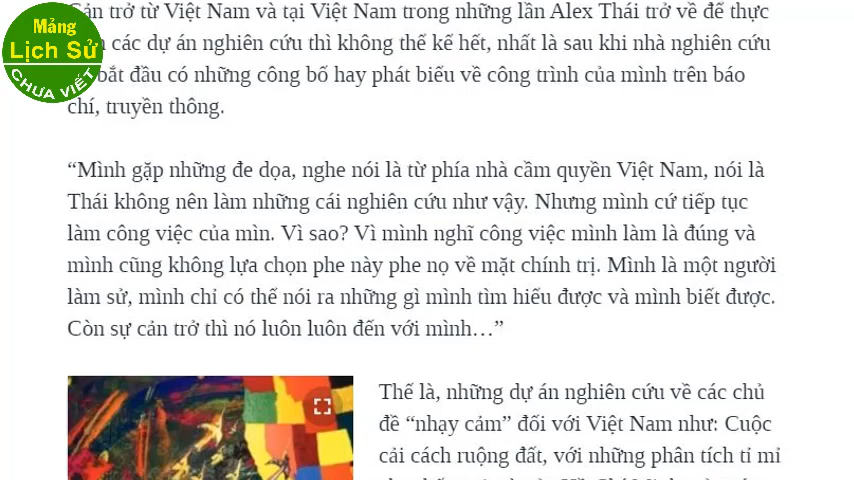 Cản trở từ Việt Nam và tại Việt Nam trong những lần Alex Thái trở về để thực
các dự án nghiên cứu thì không thể kể hết, nhất là sau khi nhà nghiên cứu
bắt đầu có những công bố hay phát biểu về công trình của mình trên báo
chí, truyền thông.
Mảng
Lịch Sử
CHƯA VIẾT
“Mình gặp những đe dọa, nghe nói là từ phía nhà cầm quyền Việt Nam, nói là
Thái không nên làm những cái nghiên cứu như vậy. Nhưng mình cứ tiếp tục
làm công việc của mìn. Vì sao? Vì mình nghĩ công việc mình làm là đúng và
mình cũng không lựa chọn phe này phe nọ về mặt chính trị. Mình là một người
làm sử, mình chỉ có thể nói ra những gì mình tìm hiểu được và mình biết được.
Còn sự cản trở thì nó luôn luôn đến với mình…”
Thế là, những dự án nghiên cứu về các chủ
đề “nhạy cảm” đối với Việt Nam như: Cuộc
cải cách ruộng đất, với những phân tích tỉ mỉ